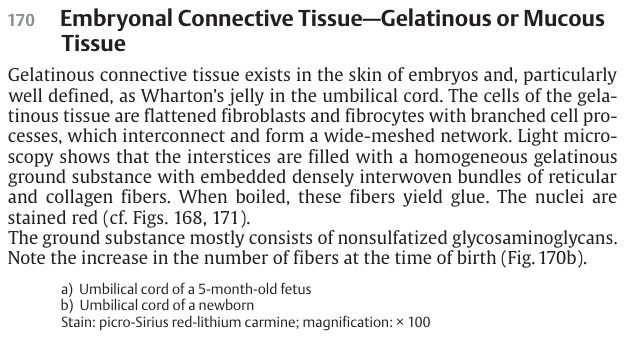 170 Embryonal Connective Tissue—Gelatinous or Mucous
Tissue
Gelatinous connective tissue exists in the skin of embryos and, particularly
well defined, as Wharton's jelly in the umbilical cord. The cells of the gela-
tinous tissue are flattened fibroblasts and fibrocytes with branched cell pro-
cesses, which interconnect and form a wide-meshed network. Light micro-
scopy shows that the interstices are filled with a homogeneous gelatinous
ground substance with embedded densely interwoven bundles of reticular
and collagen fibers. When boiled, these fibers yield glue. The nuclei are
stained red (cf. Figs. 168, 171).
The ground substance mostly consists of nonsulfatized glycosaminoglycans.
Note the increase in the number of fibers at the time of birth (Fig. 170b).
a) Umbilical cord of a 5-month-old fetus
b) Umbilical cord of a newborn
Stain: picro-Sirius red-lithium carmine; magnification: × 100